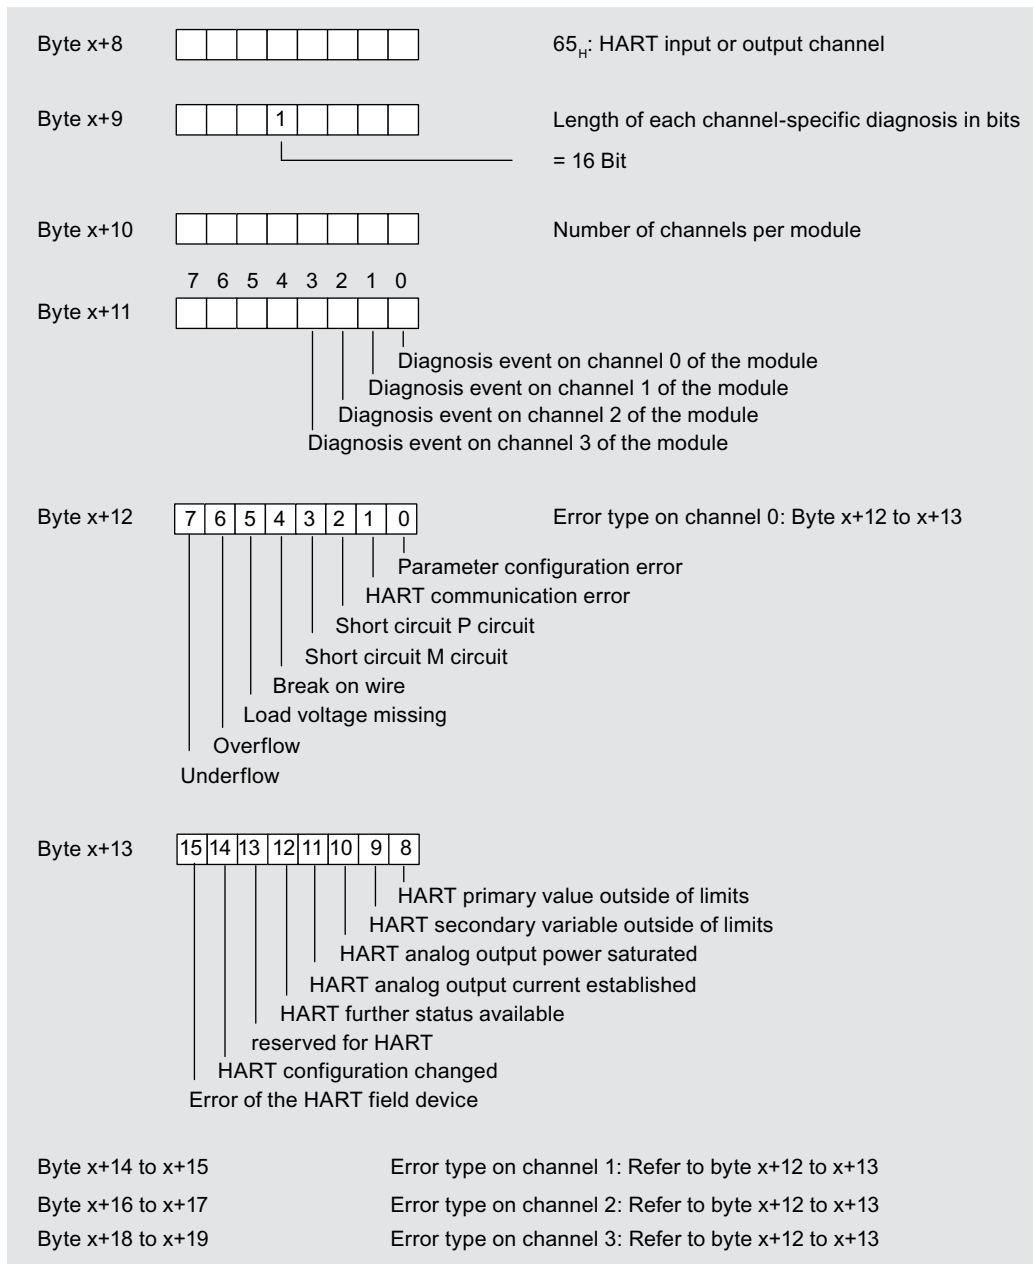 Byte x+8 65H: HART input or output channel
Byte x+9 1 Length of each channel-specific diagnosis in bits
= 16 Bit
Byte x+10 Number of channels per module
7 6 5 4 3 2 1 0
Byte x+11
Diagnosis event on channel 0 of the module
Diagnosis event on channel 1 of the module
Diagnosis event on channel 2 of the module
Diagnosis event on channel 3 of the module
Byte x+12 7 6 5 4 3 2 1 0 Error type on channel 0: Byte x+12 to x+13
Parameter configuration error
HART communication error
Short circuit P circuit
Short circuit M circuit
Break on wire
Load voltage missing
Overflow
Underflow
Byte x+13 15 14 13 12 11 10 9 8
HART primary value outside of limits
HART secondary variable outside of limits
HART analog output power saturated
HART analog output current established
HART further status available
reserved for HART
HART configuration changed
Error of the HART field device
Byte x+14 to x+15 Error type on channel 1: Refer to byte x+12 to x+13
Byte x+16 to x+17 Error type on channel 2: Refer to byte x+12 to x+13
Byte x+18 to x+19 Error type on channel 3: Refer to byte x+12 to x+13